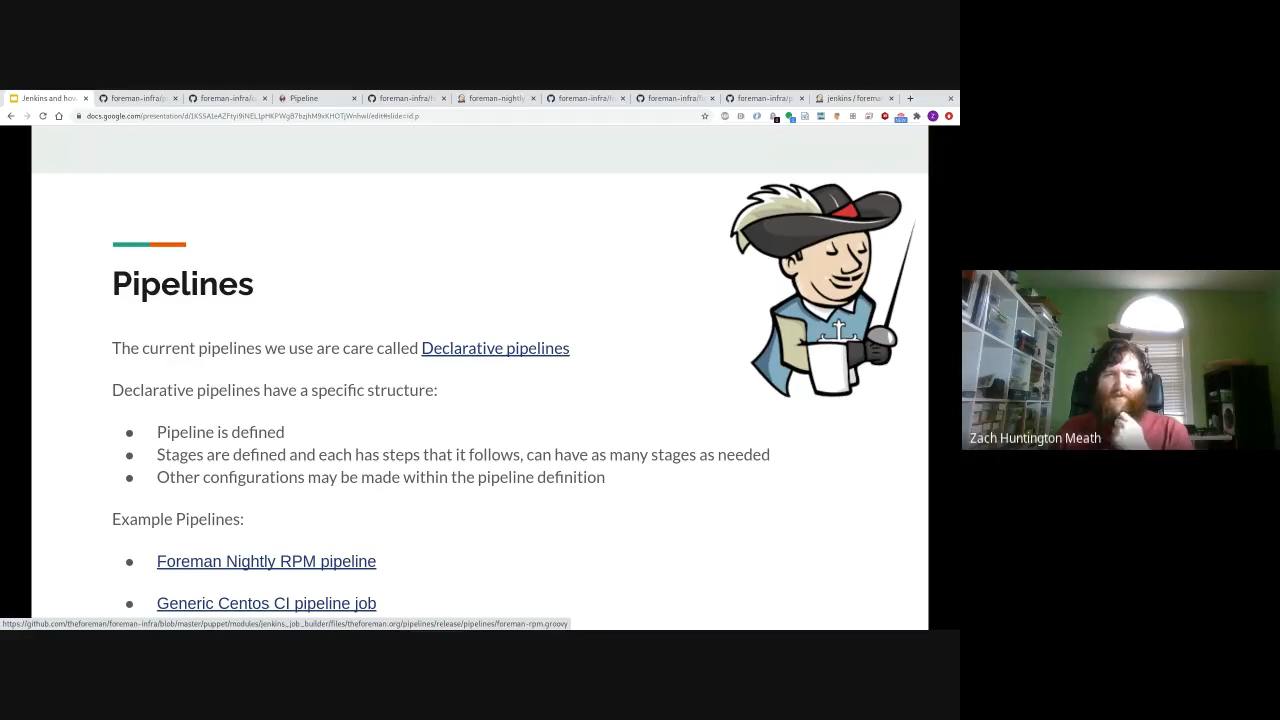 Jenkins and how
foreman-infra/p
foreman-infra/c
Pipeline
foreman-infra/f
foreman-nightly
foreman-infra/f
foreman-infra/f
foreman-infra/p
jenkins / forema
Pipelines
The current pipelines we use are care called Declarative pipelines
Declarative pipelines have a specific structure:
● Pipeline is defined
● Stages are defined and each has steps that it follows, can have as many stages as needed
● Other configurations may be made within the pipeline definition
Zach Huntington Meath
Example Pipelines:
● Foreman Nightly RPM pipeline
● Generic Centos CI pipeline job
https://github.com/theforeman/foreman-infra/blob/master/puppet/modules/jenkins_job_builder/files/theforeman.org/pipelines/release/pipelines/foreman-rpm.groovy